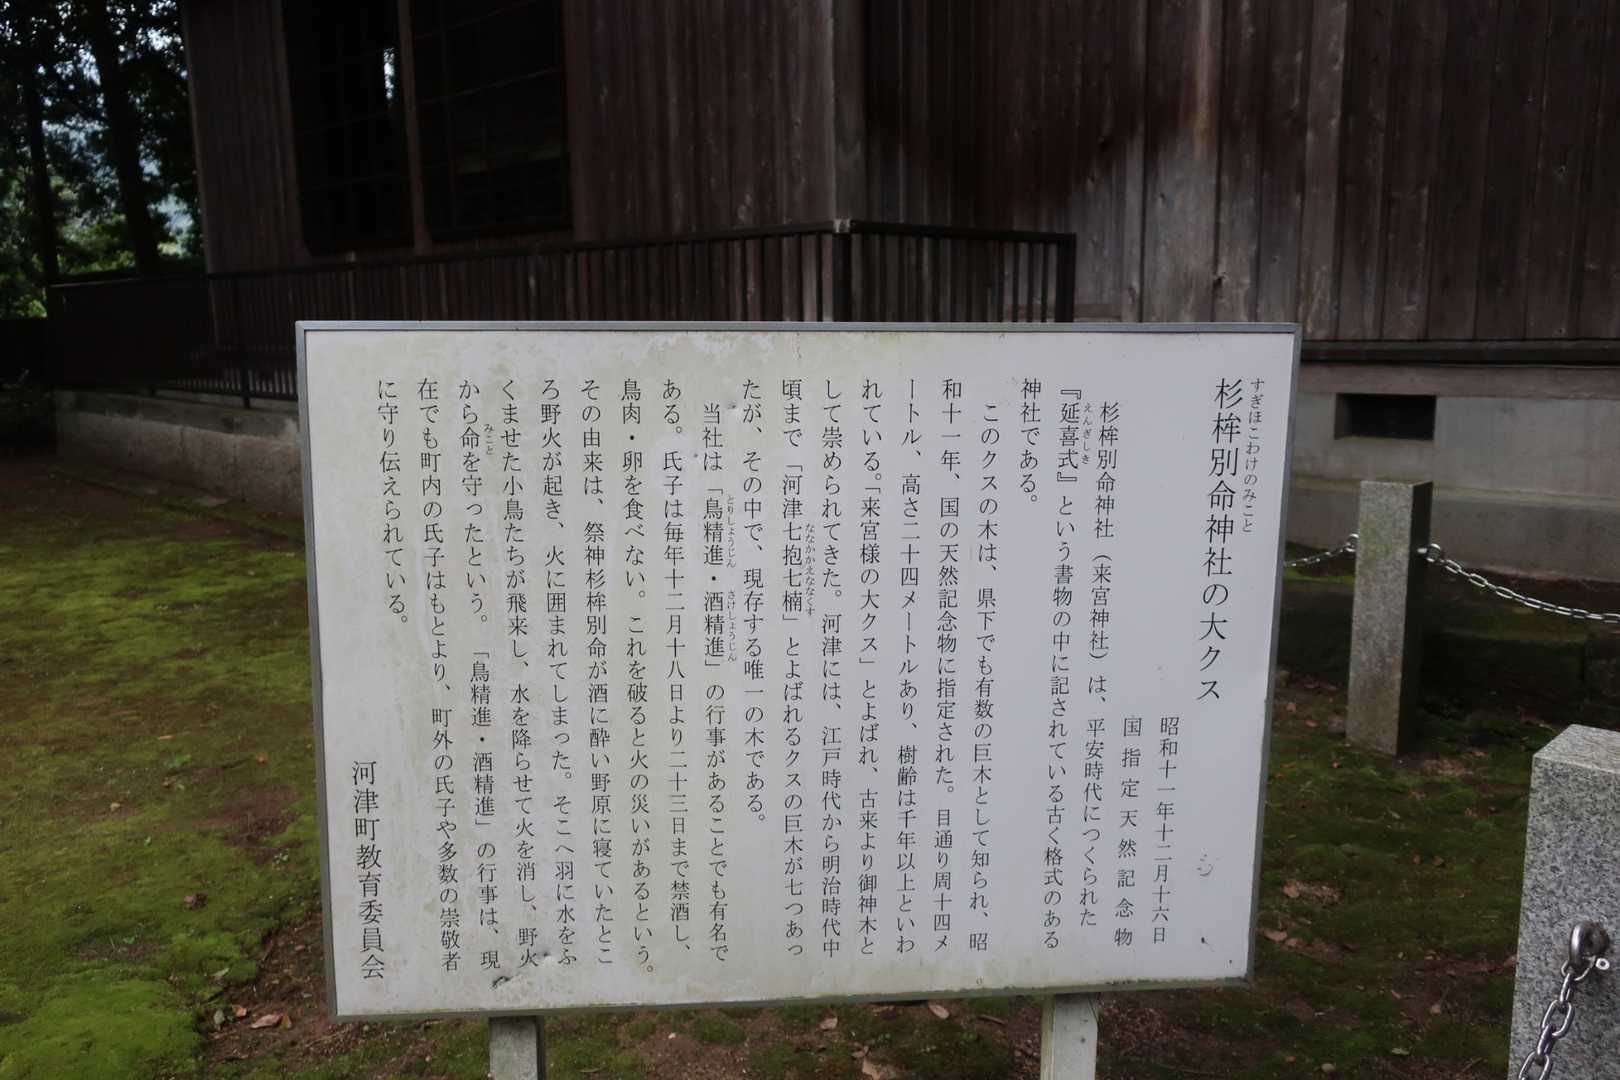 すぎほこわけのみこと
杉桙別命神社の大クス
昭和十一年十二月十六日
国指定天然記念物
杉桙別命神社（来宮神社）は、平安時代につくられた
えんぎしき
『延喜式』という書物の中に記されている古く格式のある
神社である。
このクスの木は、県下でも有数の巨木として知られ、昭
和十一年、国の天然記念物に指定された。目通り周十四メ
ートル、高さ二十四メートルあり、樹齢は千年以上といわ
れている。「来宮様の大クス」とよばれ、古来より御神木と
して崇められてきた。河津には、江戸時代から明治時代中
ななかかえななくす
頃まで「河津七抱七楠」とよばれるクスの巨木が七つあっ
たが、その中で、現存する唯一の木である。
とりしょうじん さけしょうじん
当社は「鳥精進・酒精進」の行事があることでも有名で
ある。氏子は毎年十二月十八日より二十三日まで禁酒し、
鳥肉・卵を食べない。これを破ると火の災いがあるという。
その由来は、祭神杉桙別命が酒に酔い野原に寝ていたとこ
ろ野火が起き、火に囲まれてしまった。そこへ羽に水をふ
くませた小鳥たちが飛来し、水を降らせて火を消し、野火
みこと
から命を守ったという。「鳥精進・酒精進」の行事は、現
在でも町内の氏子はもとより、町外の氏子や多数の崇敬者
に守り伝えられている。
河津町教育委員会